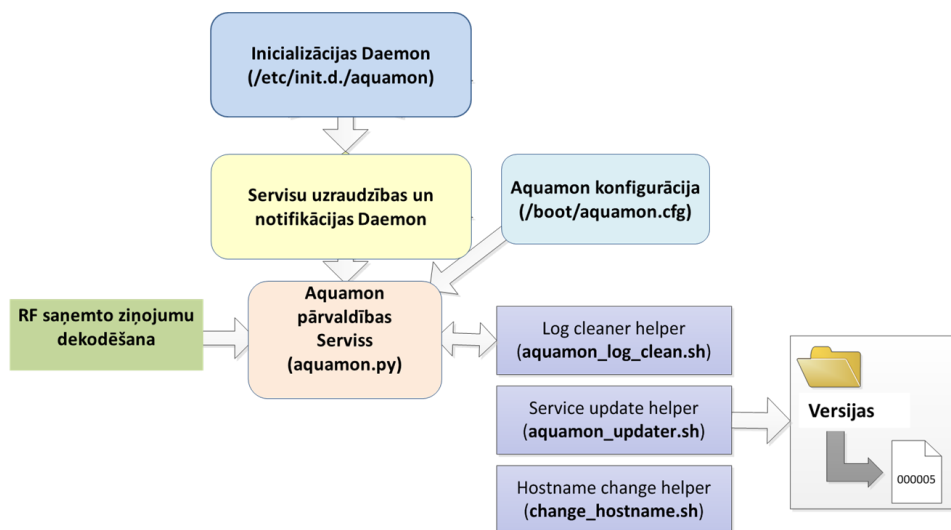 Inicializācijas Daemon
(/etc/init.d./aquamon)
Servisu uzraudzības un
notifikācijas Daemon
Aquamon konfigurācija
(/boot/aquamon.cfg)
RF saņemto ziņojumu
dekodēšana
Aquamon
pārvaldības
Serviss
(aquamon.py)
Log cleaner helper
(aquamon_log_clean.sh)
Service update helper
(aquamon_updater.sh)
Hostname change helper
(change_hostname.sh)
Versijas
000005